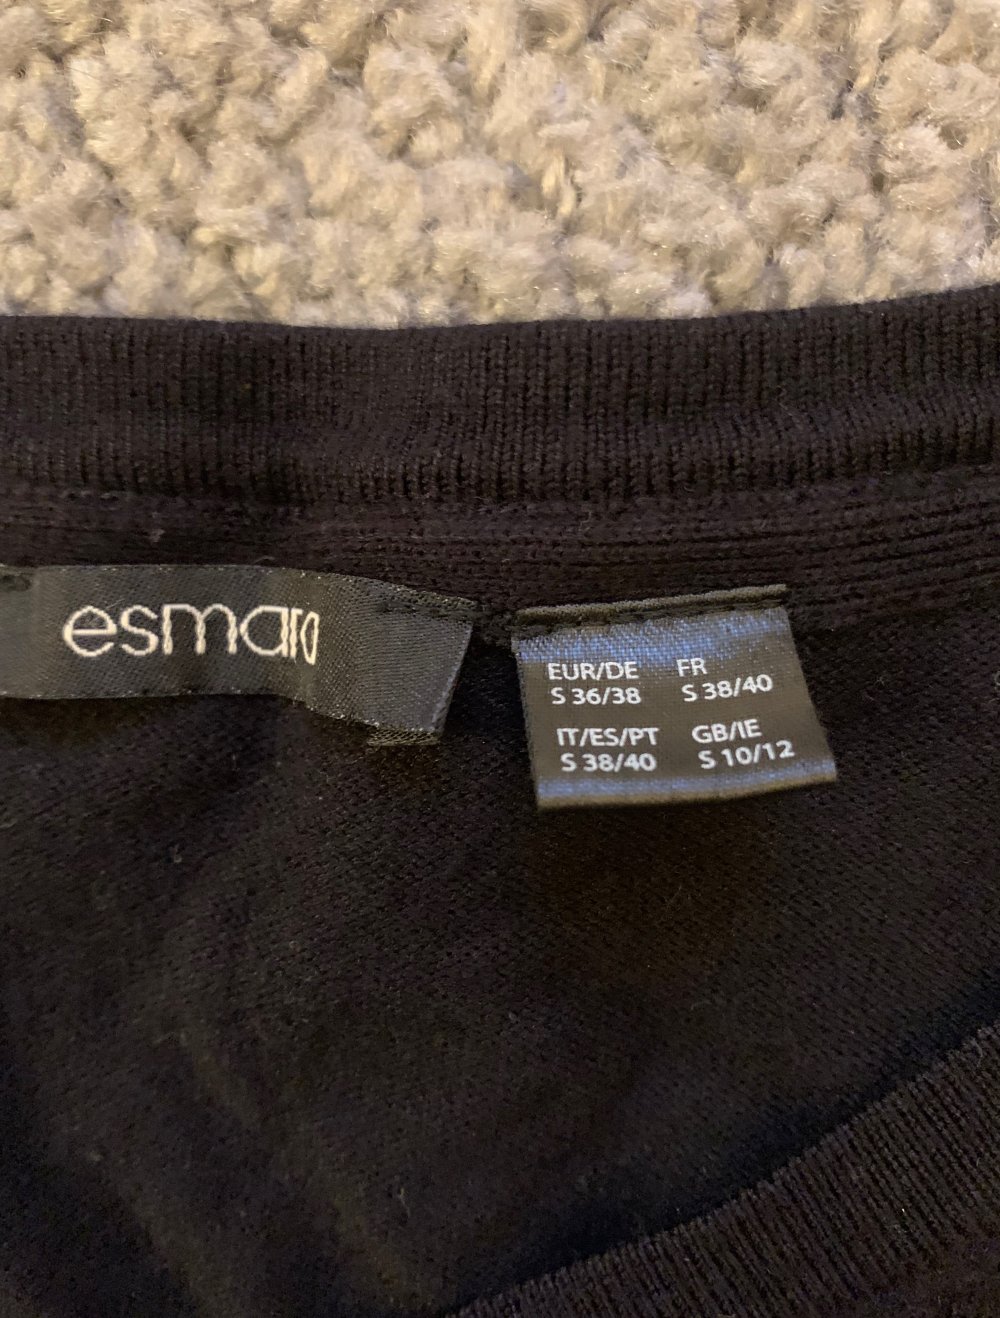 esmara
EUR/DE FR
S 36/38 S 38/40
IT/ES/PT GB/IE
S 38/40 S 10/12